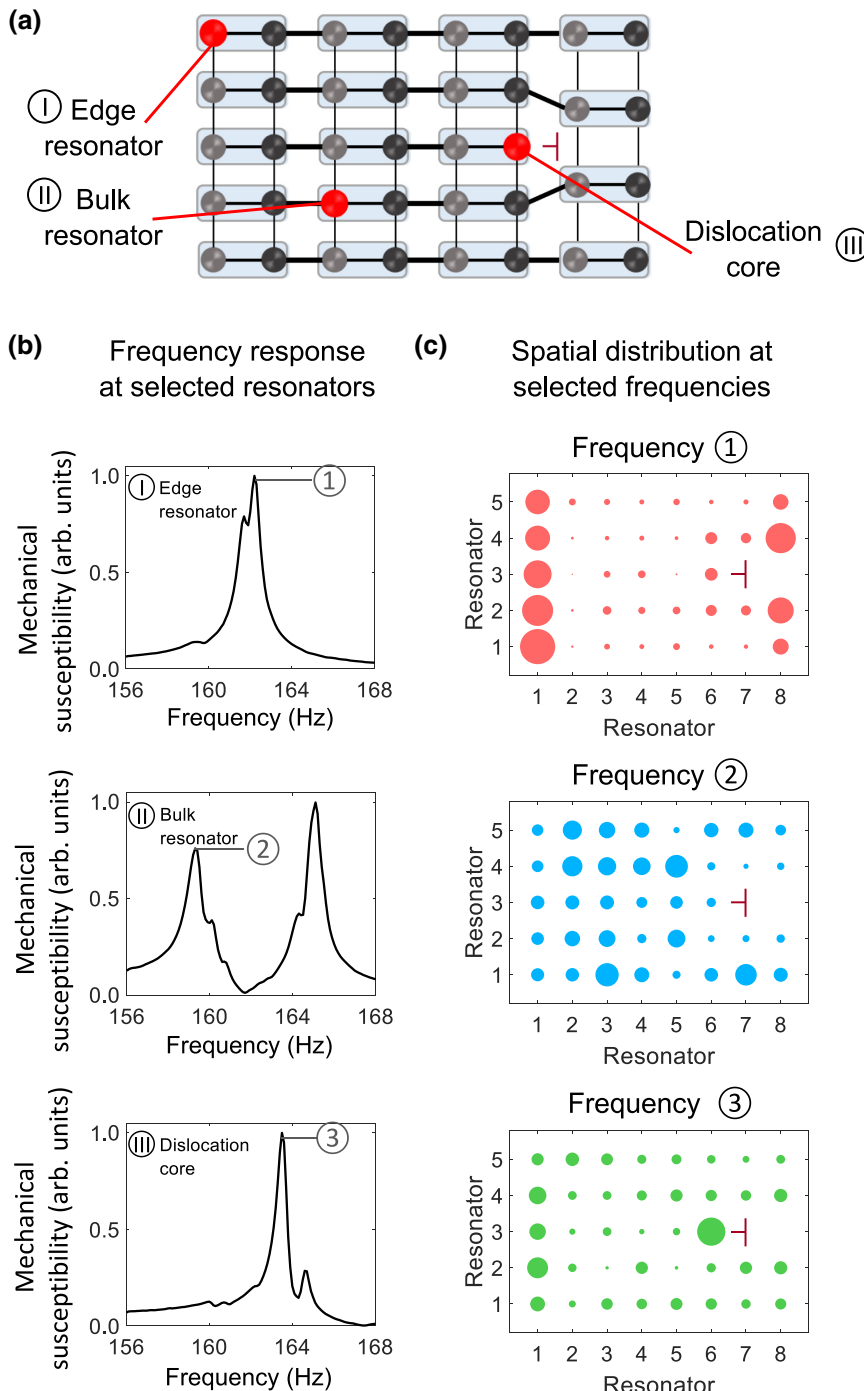 (a)
Ⓘ Edge
resonator
Ⓘⓘ Bulk
resonator
Dislocation Ⓘⓘⓘ
core
(b)
Frequency response
at selected resonators
(c)
Spatial distribution at
selected frequencies
Mechanical
susceptibility (arb. units)
1.0
0.5
0.0
I Edge
resonator
①
156 160 164 168
Frequency (Hz)
Mechanical
susceptibility (arb. units)
1.0
0.5
0.0
II Bulk
resonator
②
156 160 164 168
Frequency (Hz)
Mechanical
susceptibility (arb. units)
1.0
0.5
0.0
III Dislocation
core
③
156 160 164 168
Frequency (Hz)
Frequency ①
Resonator
5
4
3
2
1
1 2 3 4 5 6 7 8
Resonator
Frequency ②
Resonator
5
4
3
2
1
1 2 3 4 5 6 7 8
Resonator
Frequency ③
Resonator
5
4
3
2
1
1 2 3 4 5 6 7 8
Resonator